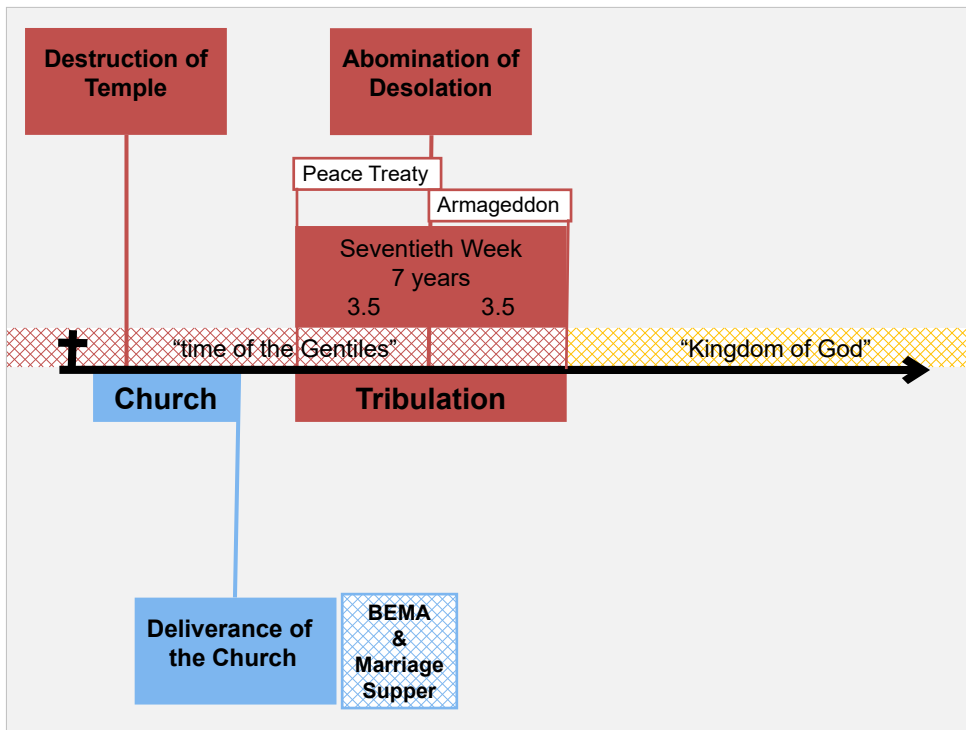 Destruction of
Temple
Abomination of
Desolation
Peace Treaty
Armageddon
Seventieth Week
7 years
3.5 3.5
“time of the Gentiles”
“Kingdom of God”
Church
Tribulation
Deliverance of
the Church
BEMA
&
Marriage
Supper